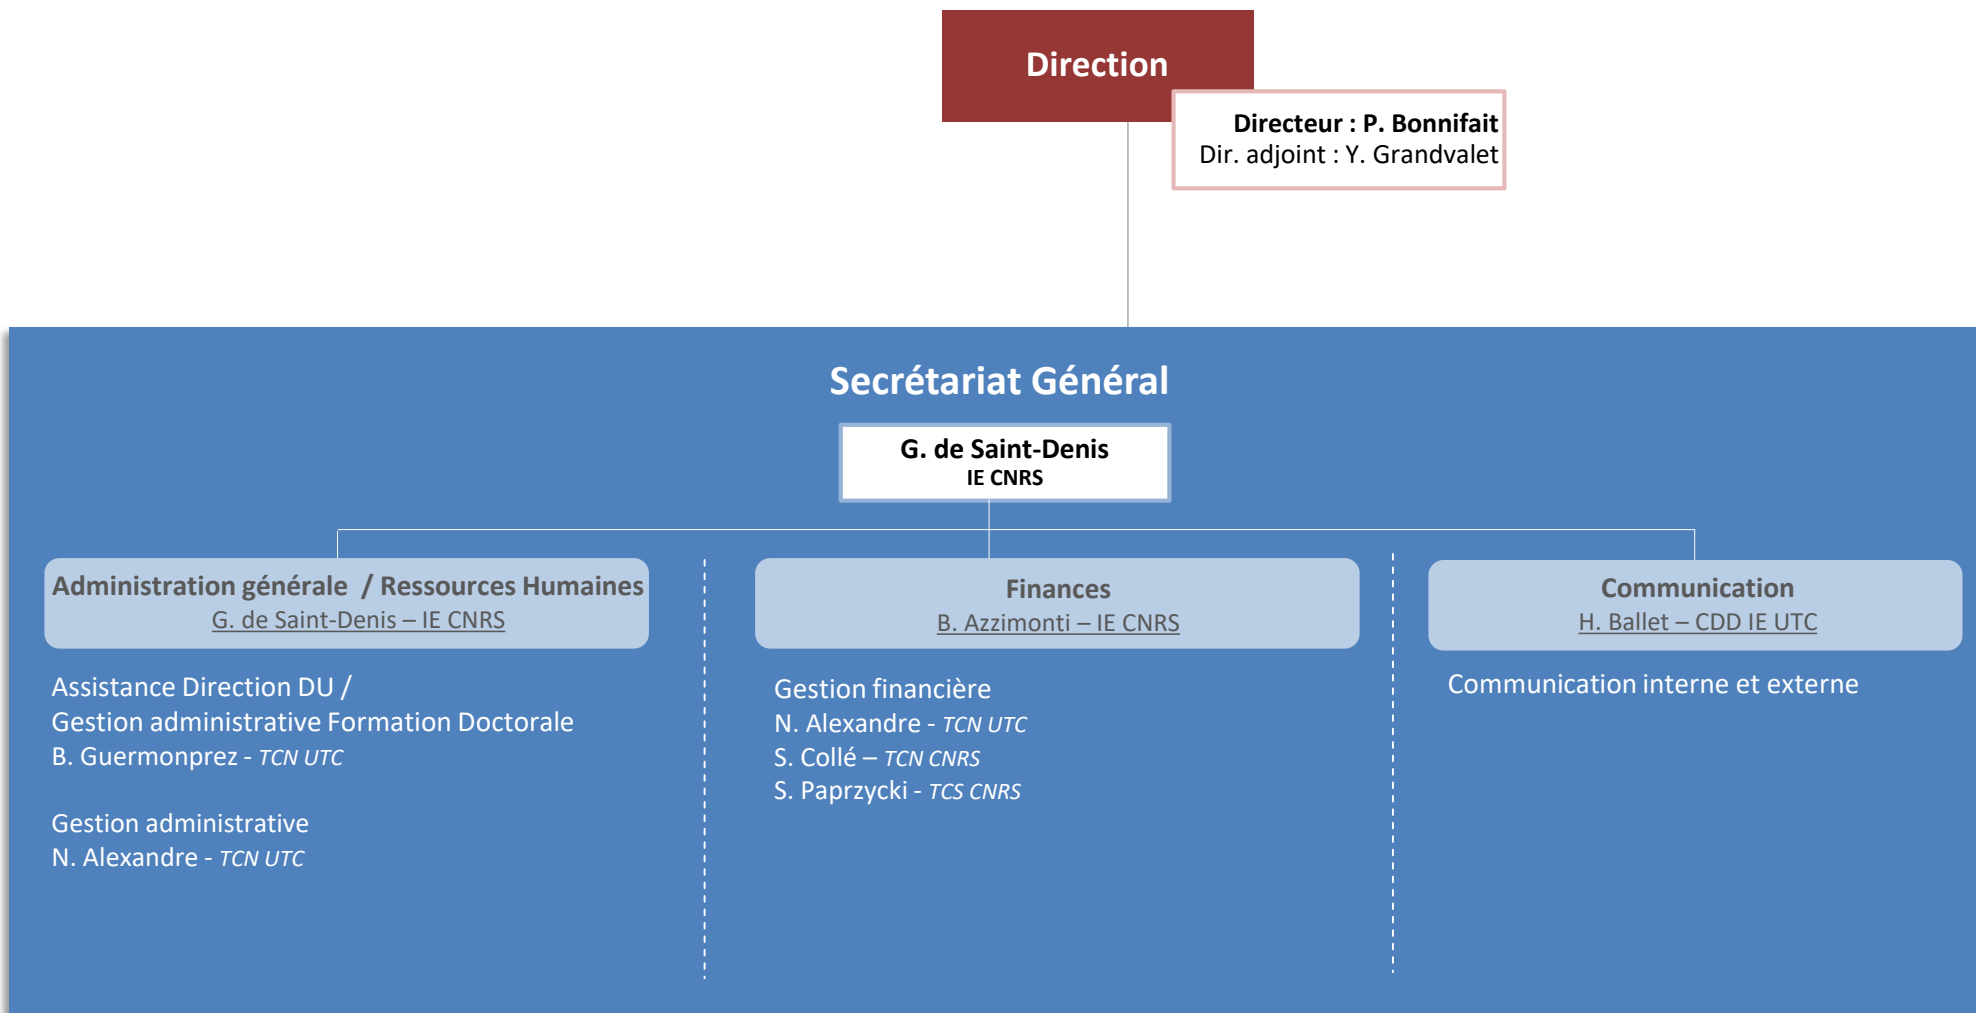 Direction
Directeur : P. Bonnifait
Dir. adjoint : Y. Grandvalet
Secrétariat Général
G. de Saint-Denis
IE CNRS
Administration générale / Ressources Humaines
G. de Saint-Denis – IE CNRS
Assistance Direction DU /
Gestion administrative Formation Doctorale
B. Guermonprez - TCN UTC
Gestion administrative
N. Alexandre - TCN UTC
Finances
B. Azzimonti – IE CNRS
Gestion financière
N. Alexandre - TCN UTC
S. Collé – TCN CNRS
S. Paprzycki - TCS CNRS
Communication
H. Ballet – CDD IE UTC
Communication interne et externe